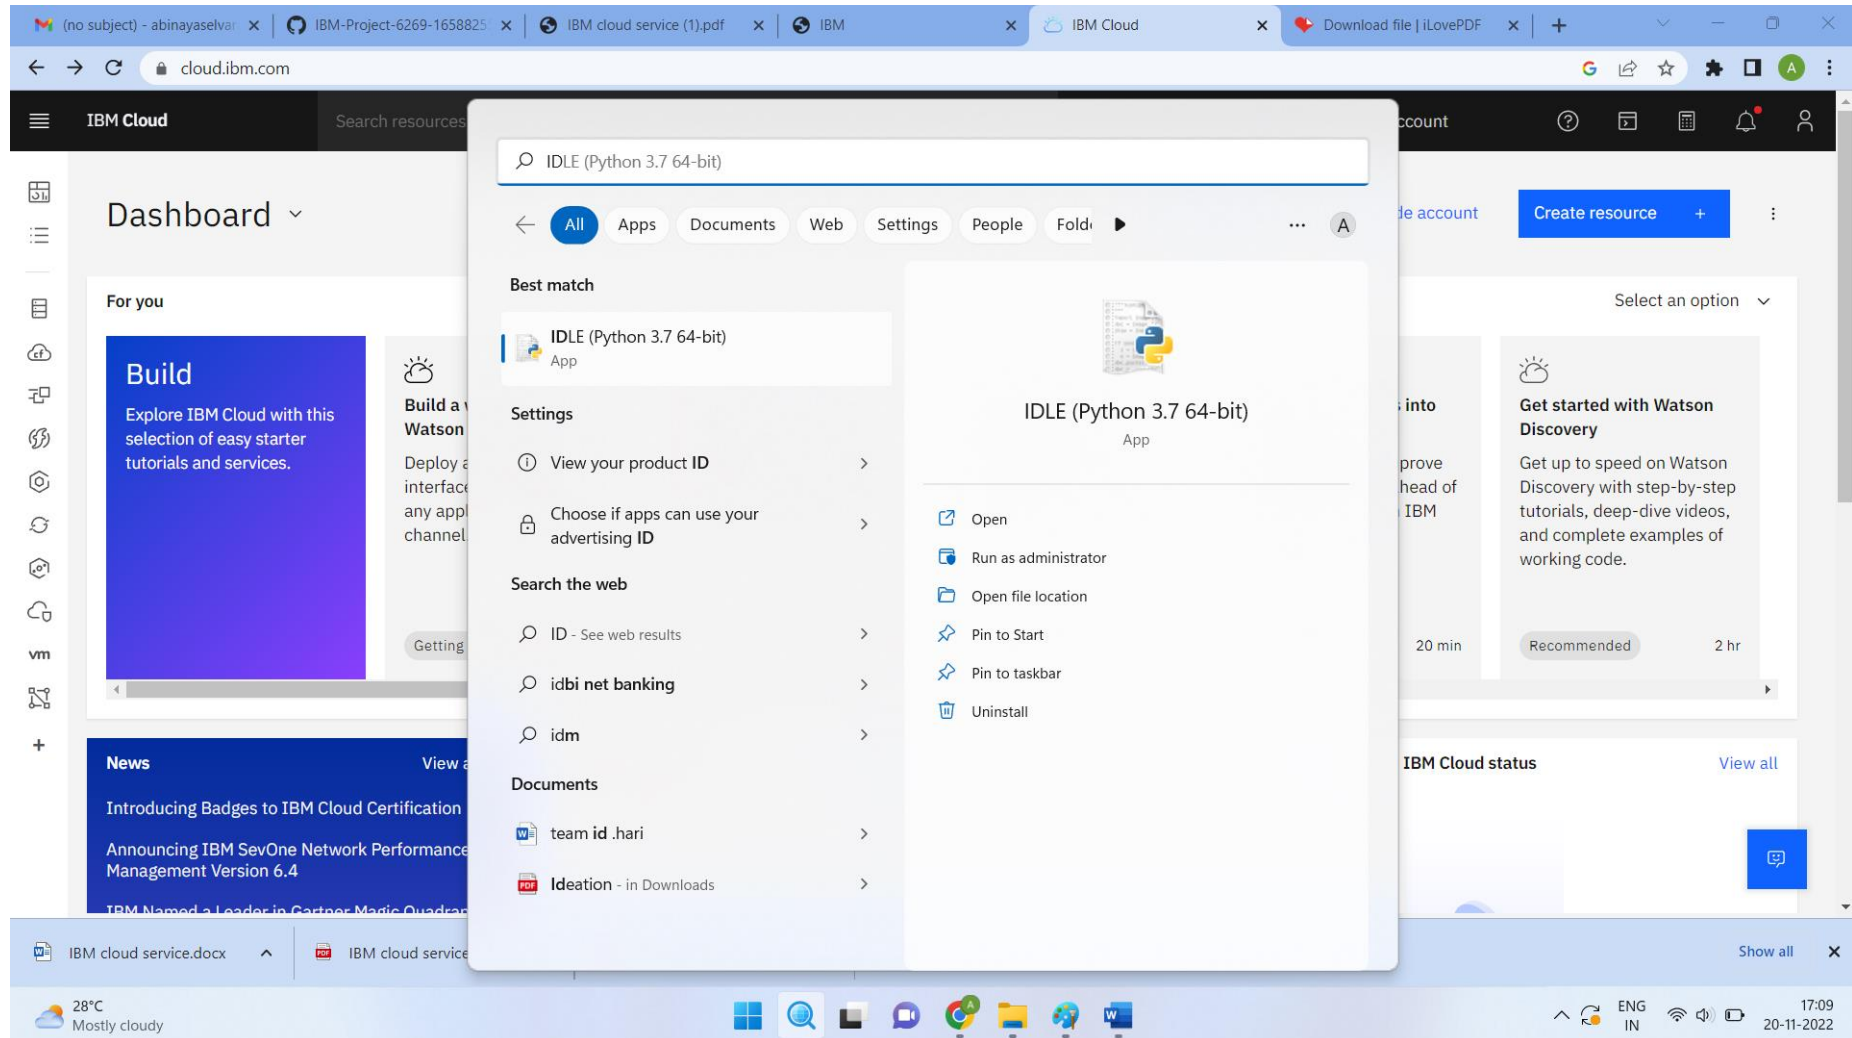 (no subject) - abinayaselva
IBM-Project-6269-1658825
IBM cloud service (1).pdf
IBM
IBM Cloud
Download file | iLovePDF
cloud.ibm.com
G
A
IBM Cloud
Search resources
ccount
IDLE (Python 3.7 64-bit)
Dashboard
All
Apps
Documents
Web
Settings
People
Fold
A
de account
Create resource +
For you
Select an option
Best match
IDLE (Python 3.7 64-bit)
App
IDLE (Python 3.7 64-bit)
App
Build
Explore IBM Cloud with this
selection of easy starter
tutorials and services.
Build a
Watson
Deploy a
interface
any appl
channel
Getting
Settings
View your product ID
Choose if apps can use your
advertising ID
Search the web
ID - See web results
idbi net banking
idm
Documents
team id .hari
Ideation - in Downloads
Open
Run as administrator
Open file location
Pin to Start
Pin to taskbar
Uninstall
into
prove
head of
IBM
20 min
Get started with Watson
Discovery
Get up to speed on Watson
Discovery with step-by-step
tutorials, deep-dive videos,
and complete examples of
working code.
Recommended
2 hr
vm
News
View a
Introducing Badges to IBM Cloud Certification
Announcing IBM SevOne Network Performance
Management Version 6.4
IBM Named a Leader in Gartner Magic Quadran
IBM Cloud status
View all
IBM cloud service.docx
IBM cloud service
Show all
28°C
Mostly cloudy
ENG
IN
17:09
20-11-2022